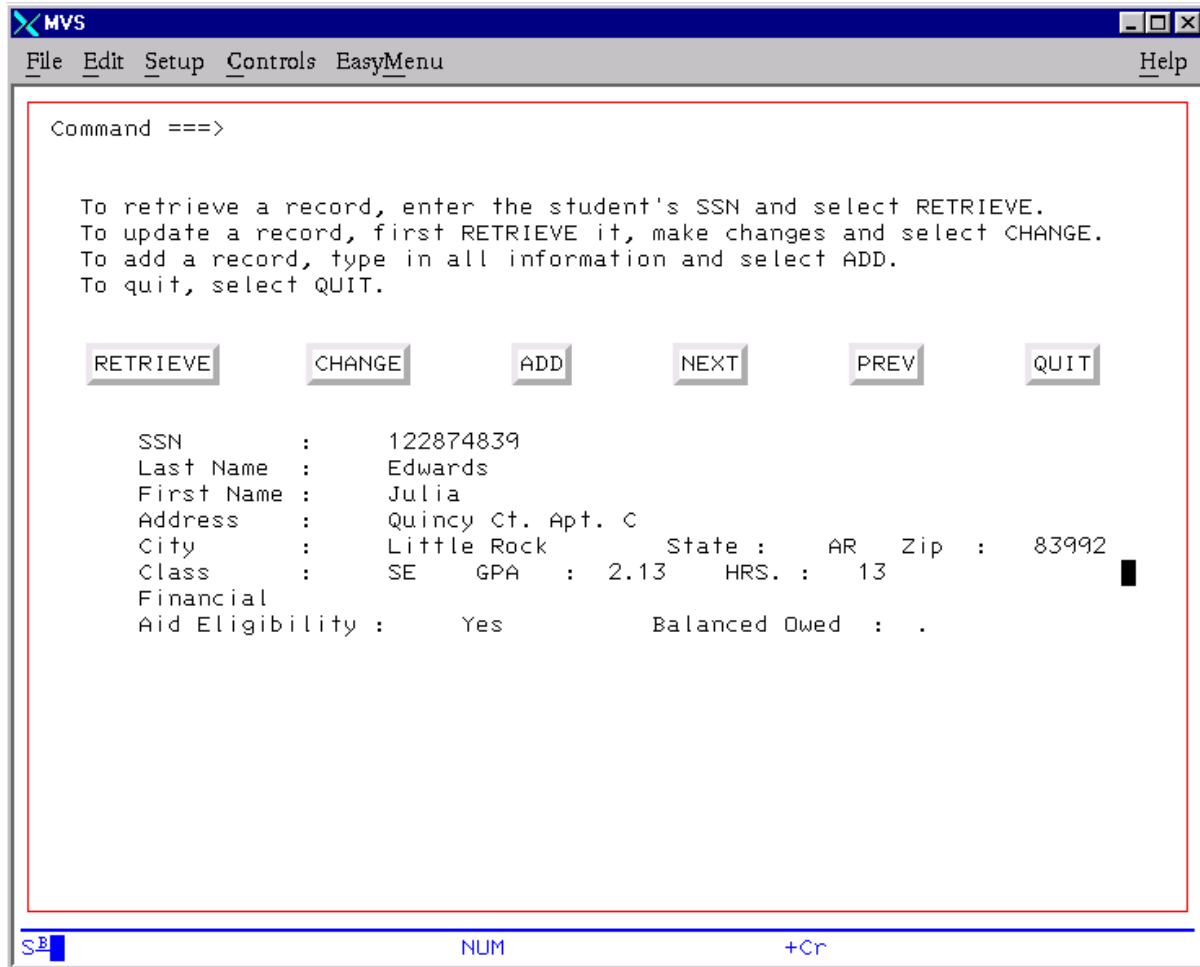 MVS
File Edit Setup Controls EasyMenu Help
Command ===>
To retrieve a record, enter the student's SSN and select RETRIEVE.
To update a record, first RETRIEVE it, make changes and select CHANGE.
To add a record, type in all information and select ADD.
To quit, select QUIT.
RETRIEVE CHANGE ADD NEXT PREV QUIT
SSN : 122874839
Last Name : Edwards
First Name : Julia
Address : Quincy Ct. Apt. C
City : Little Rock State : AR Zip : 83992
Class : SE GPA : 2.13 HRS. : 13
Financial
Aid Eligibility : Yes Balanced Owed : .
SB NUM +Cr